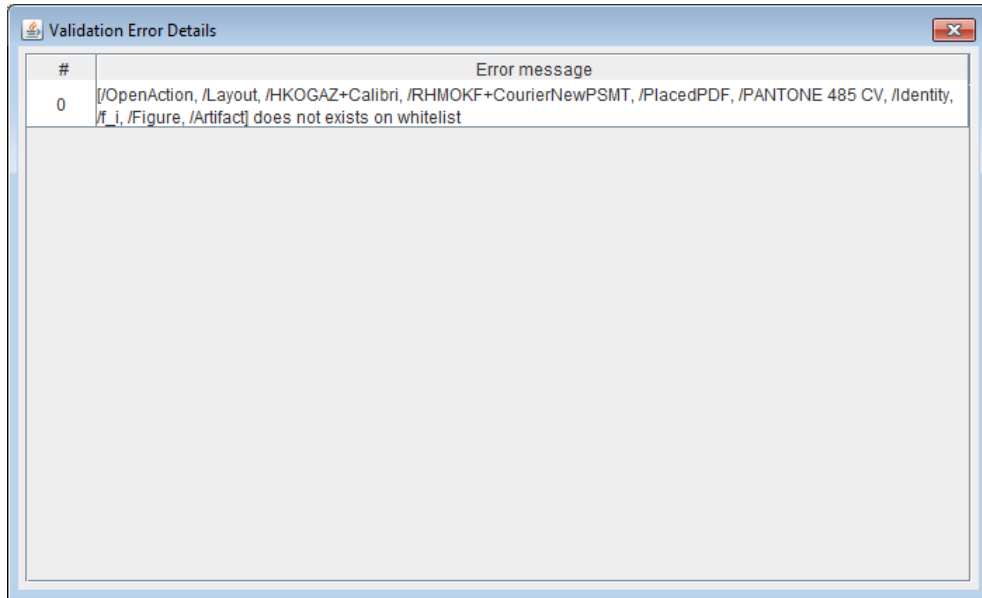 Validation Error Details
# Error message
0 [/OpenAction, /Layout, /HKOGAZ+Calibri, /RHMOKF+CourierNewPSMT, /PlacedPDF, /PANTONE 485 CV, /Identity,
/f_i, /Figure, /Artifact] does not exists on whitelist